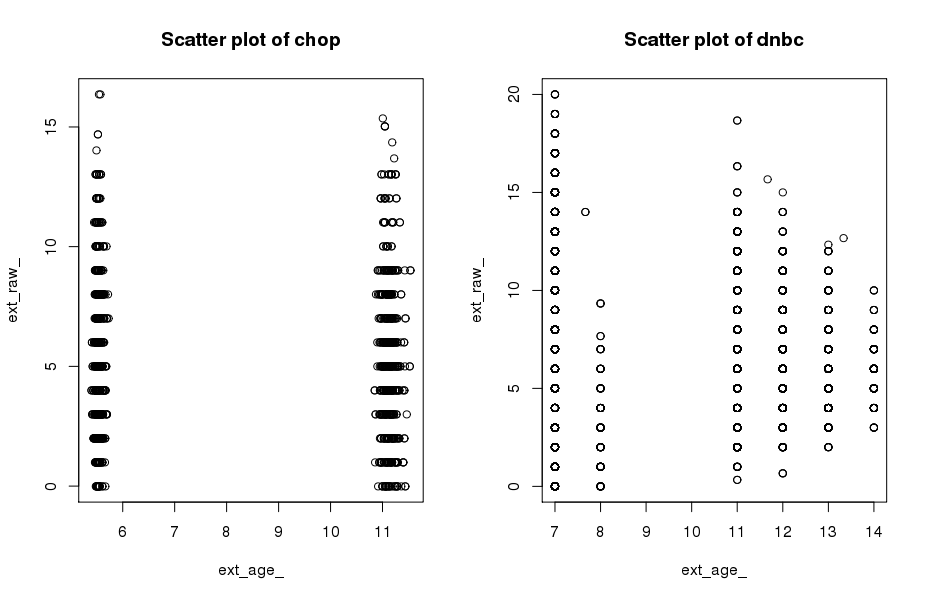 Scatter plot of chop
ext_raw_
0
5
10
15
6 7 8 9 10 11
ext_age_
Scatter plot of dnbc
ext_raw_
0
5
10
15
20
7 8 9 10 11 12 13 14
ext_age_